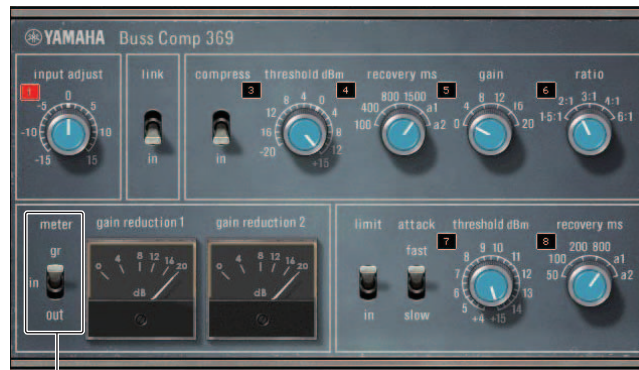 YAMAHA Buss Comp 369
input adjust
1
-15 -10 -5 0 5 10 15
link
in
compress
in
3
threshold dBm
-20 16 12 8 4 0 4 8 12 +15
4
recovery ms
100 400 800 1500 a1 a2
5
gain
0 4 8 12 16 20
6
ratio
1·5:1 2:1 3:1 4:1 6:1
meter
gr
in
out
gain reduction 1
0 4 8 12 16 20
dB
gain reduction 2
0 4 8 12 16 20
dB
limit
in
attack
fast
slow
7
threshold dBm
+4 5 6 7 8 9 10 11 12 13 14 +15
8
recovery ms
50 100 200 800 a1 a2